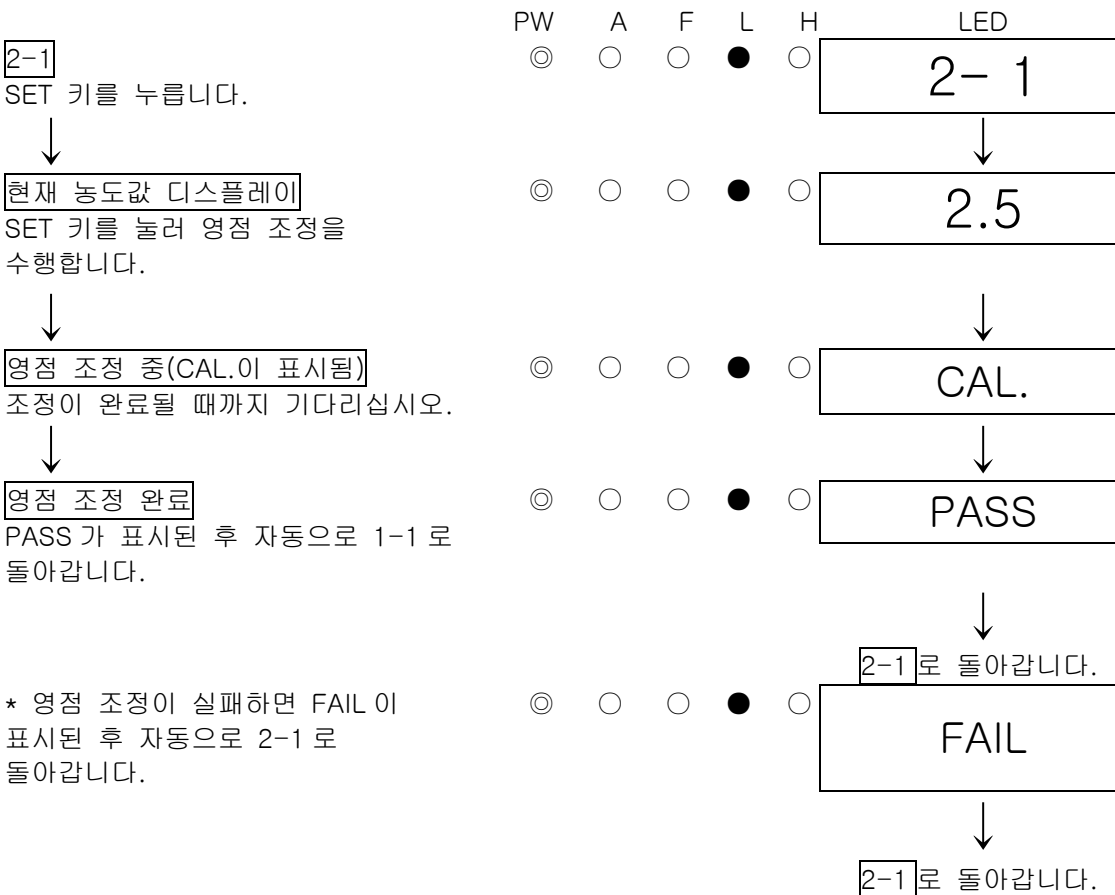 PW A F L H LED
2-1 ◎ ○ ○ ● ○ 2- 1
SET 키를 누릅니다.
현재 농도값 디스플레이 ◎ ○ ○ ● ○ 2.5
SET 키를 눌러 영점 조정을
수행합니다.
영점 조정 중(CAL.이 표시됨) ◎ ○ ○ ● ○ CAL.
조정이 완료될 때까지 기다리십시오.
영점 조정 완료 ◎ ○ ○ ● ○ PASS
PASS 가 표시된 후 자동으로 1-1 로
돌아갑니다.
2-1 로 돌아갑니다.
* 영점 조정이 실패하면 FAIL 이 ◎ ○ ○ ● ○ FAIL
표시된 후 자동으로 2-1 로
돌아갑니다.
2-1 로 돌아갑니다.